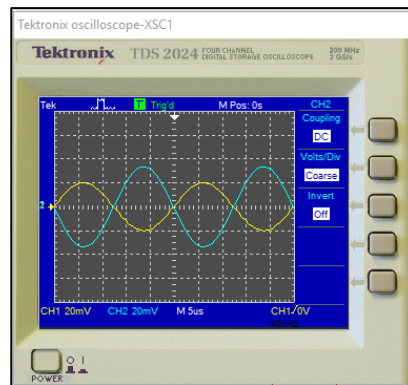 Tektronix oscilloscope-XSC1
Tektronix TDS 2024 FOUR CHANNEL DIGITAL STORAGE OSCILLOSCOPE 200 MHz 2 GS/s
Tek T Trig'd M Pos: 0s CH2
Coupling
DC
Volts/Div
Coarse
Invert
Off
2
CH1 20mV CH2 20mV M 5us CH1/0V
POWER